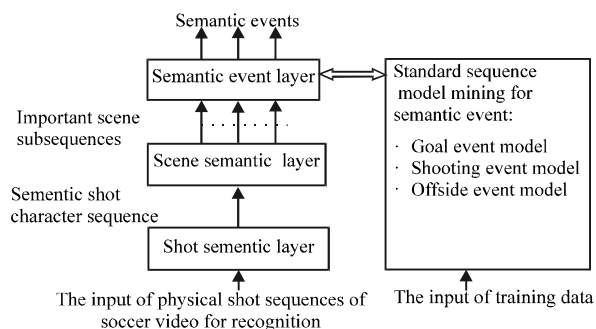 Semantic events
Semantic event layer
Important scene
subsequences
Scene semantic layer
Sementic shot
character sequence
Shot sementic layer
The input of physical shot sequences of
soccer video for recognition
Standard sequence
model mining for
semantic event:
· Goal event model
· Shooting event model
· Offside event model
The input of training data